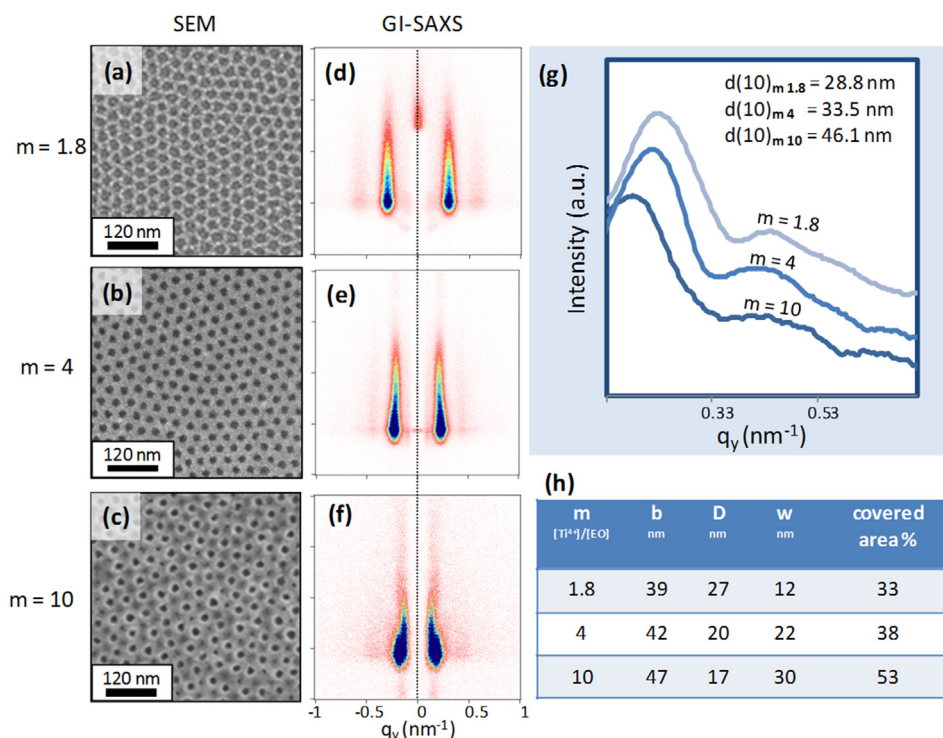 SEM
GI-SAXS
m = 1.8
(a)
120 nm
(d)
m = 4
(b)
120 nm
(e)
m = 10
(c)
120 nm
(f)
-1 -0.5 0 0.5 1
q_y (nm⁻¹)
(g)
d(10)m 1.8 = 28.8 nm
d(10)m 4 = 33.5 nm
d(10)m 10 = 46.1 nm
Intensity (a.u.)
m = 1.8
m = 4
m = 10
0.33 0.53
q_y (nm⁻¹)
(h)
m b D w covered
[Ti⁴⁺]/[EO] nm nm nm area %
1.8 39 27 12 33
4 42 20 22 38
10 47 17 30 53